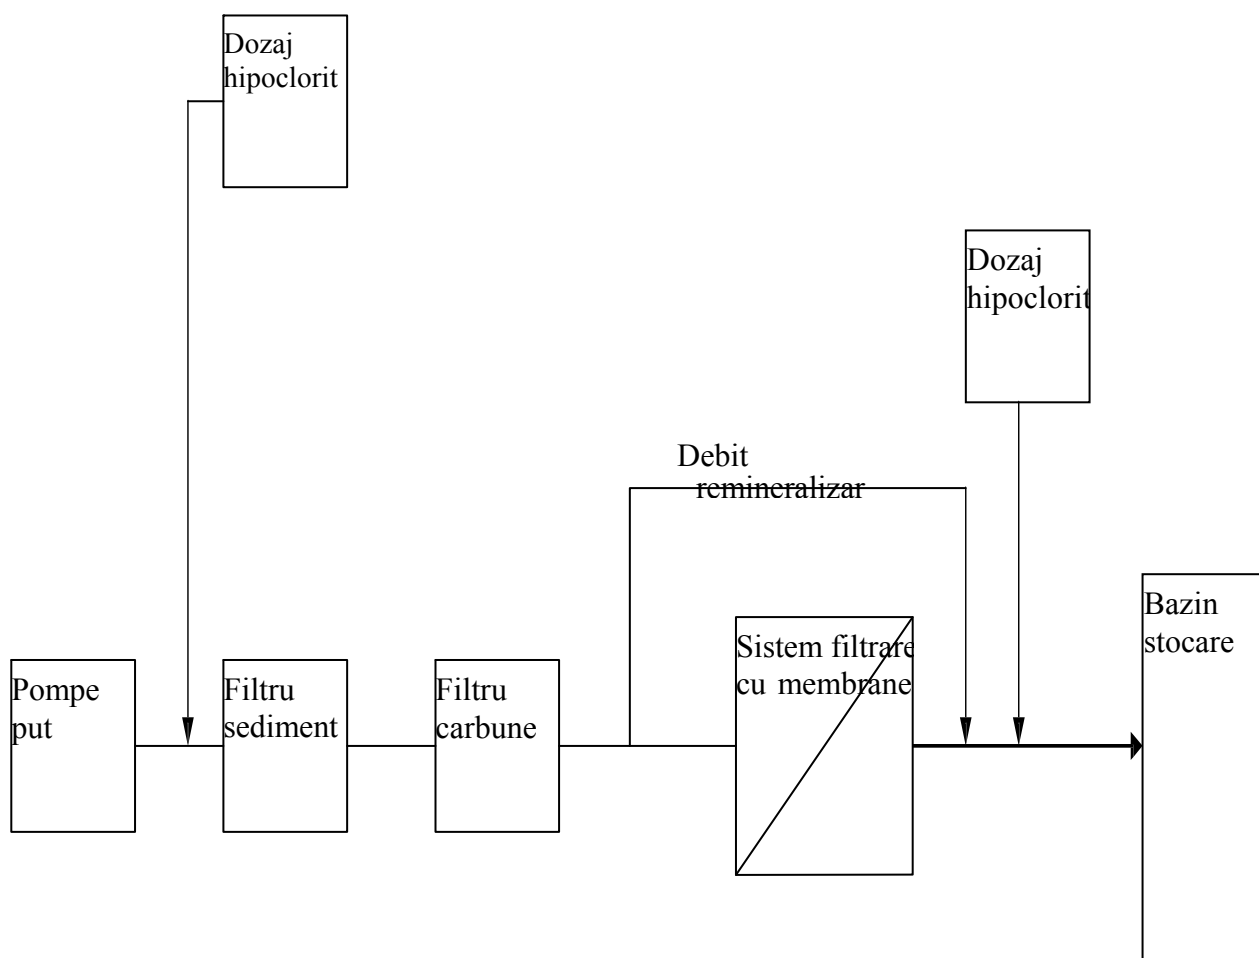 Dozaj
hipoclorit
Dozaj
hipoclorit
Debit
remineralizar
Pompe
put
Filtru
sediment
Filtru
carbune
Sistem filtrare
cu membrane
Bazin
stocare